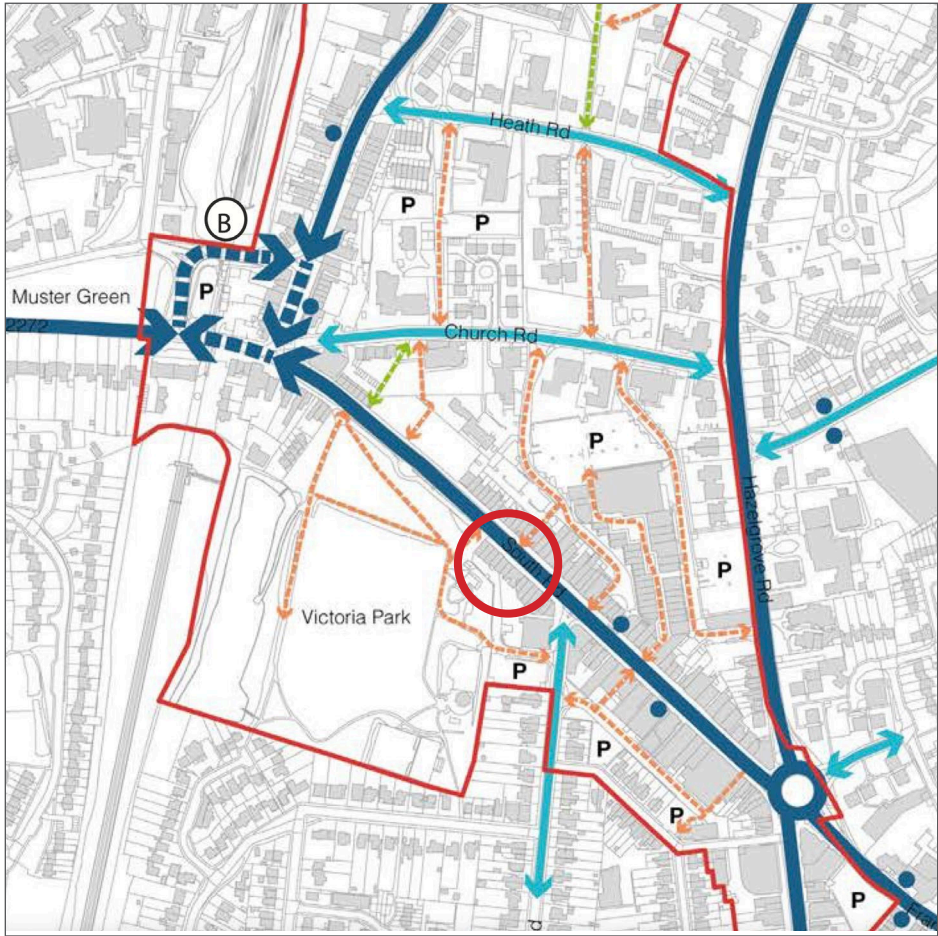 Heath Rd
P
P
B
P
Muster Green
2272
Church Rd
P
South Rd
Hazelgrove Rd
P
Victoria Park
P
P
P
P
d